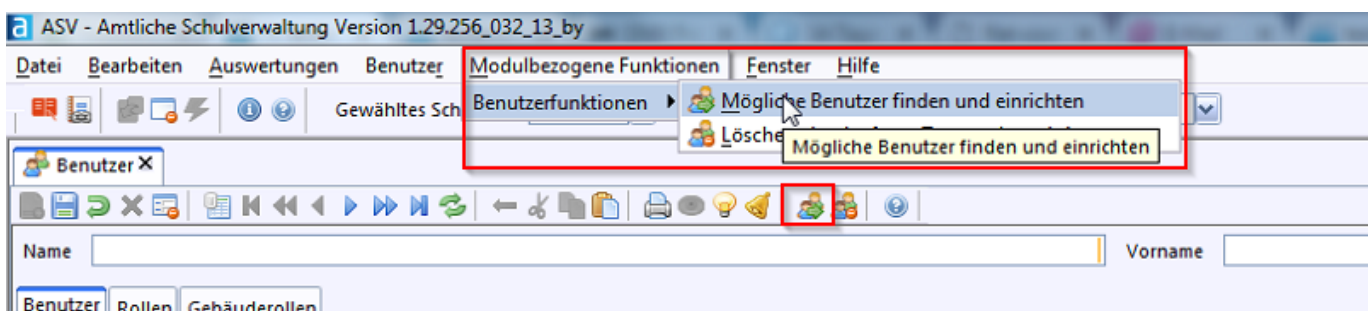 ASV - Amtliche Schulverwaltung Version 1.29.256_032_13_by
Datei Bearbeiten Auswertungen Benutzer Modulbezogene Funktionen Fenster Hilfe
Gewähltes Sch Benutzerfunktionen Mögliche Benutzer finden und einrichten
Lösche
Mögliche Benutzer finden und einrichten
Benutzer X
Name Vorname
Benutzer Rollen Gebäuderollen